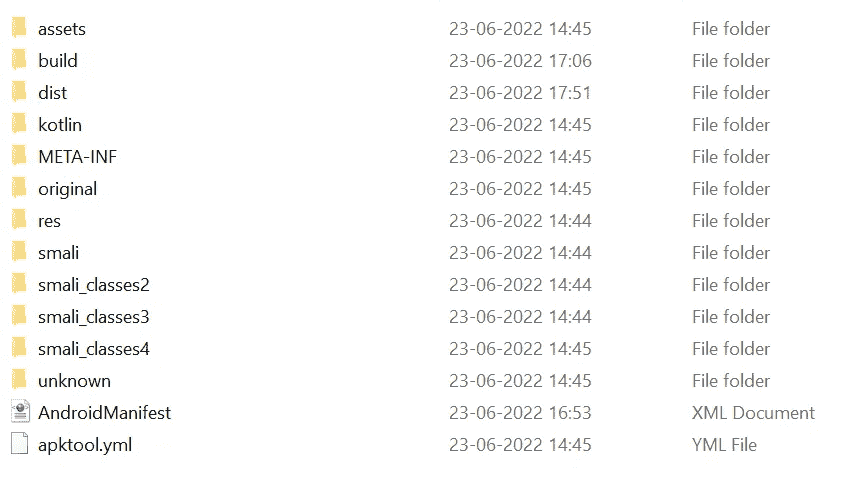 assets 23-06-2022 14:45 File folder
build 23-06-2022 17:06 File folder
dist 23-06-2022 17:51 File folder
kotlin 23-06-2022 14:45 File folder
META-INF 23-06-2022 14:45 File folder
original 23-06-2022 14:45 File folder
res 23-06-2022 14:44 File folder
smali 23-06-2022 14:44 File folder
smali_classes2 23-06-2022 14:44 File folder
smali_classes3 23-06-2022 14:44 File folder
smali_classes4 23-06-2022 14:45 File folder
unknown 23-06-2022 14:45 File folder
AndroidManifest 23-06-2022 16:53 XML Document
apktool.yml 23-06-2022 14:45 YML File